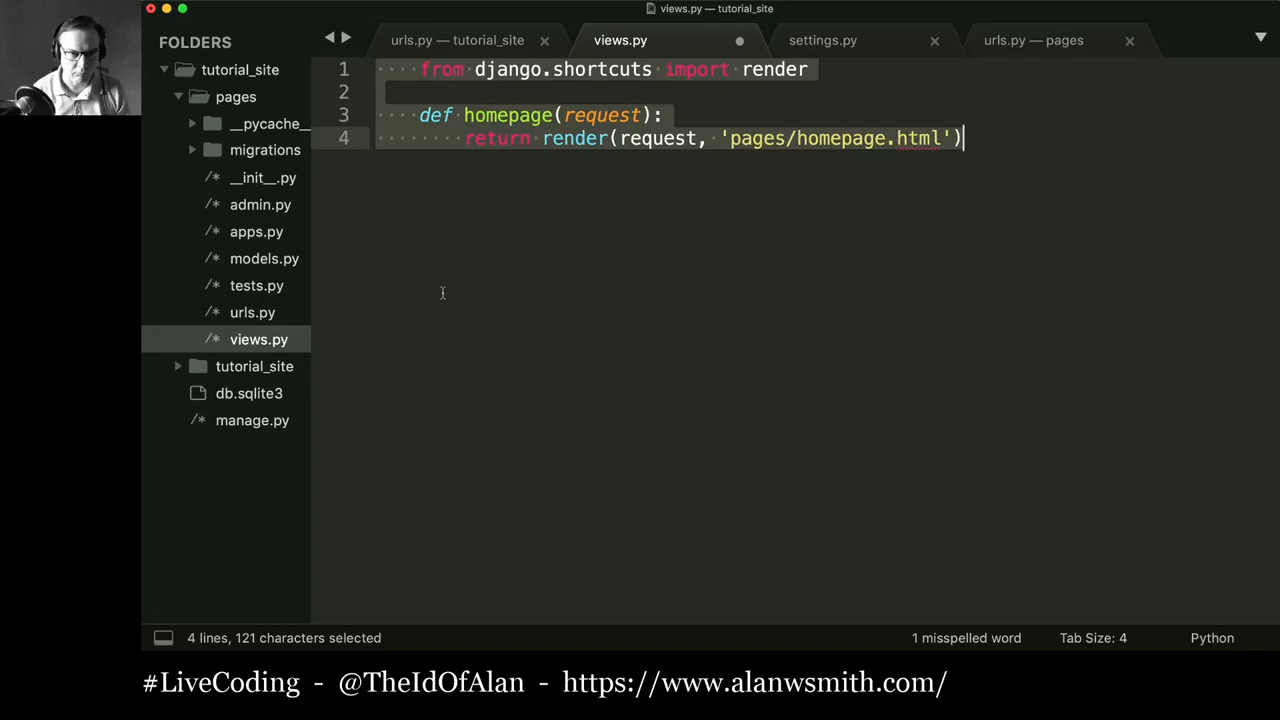 views.py — tutorial_site
FOLDERS
tutorial_site
pages
__pycache__
migrations
__init__.py
admin.py
apps.py
models.py
tests.py
urls.py
views.py
tutorial_site
db.sqlite3
manage.py
urls.py — tutorial_site
views.py
settings.py
urls.py — pages
1 from django.shortcuts import render
2
3 def homepage(request):
4 return render(request, 'pages/homepage.html')
4 lines, 121 characters selected
1 misspelled word
Tab Size: 4
Python
#LiveCoding - @TheIdOfAlan - https://www.alanwsmith.com/